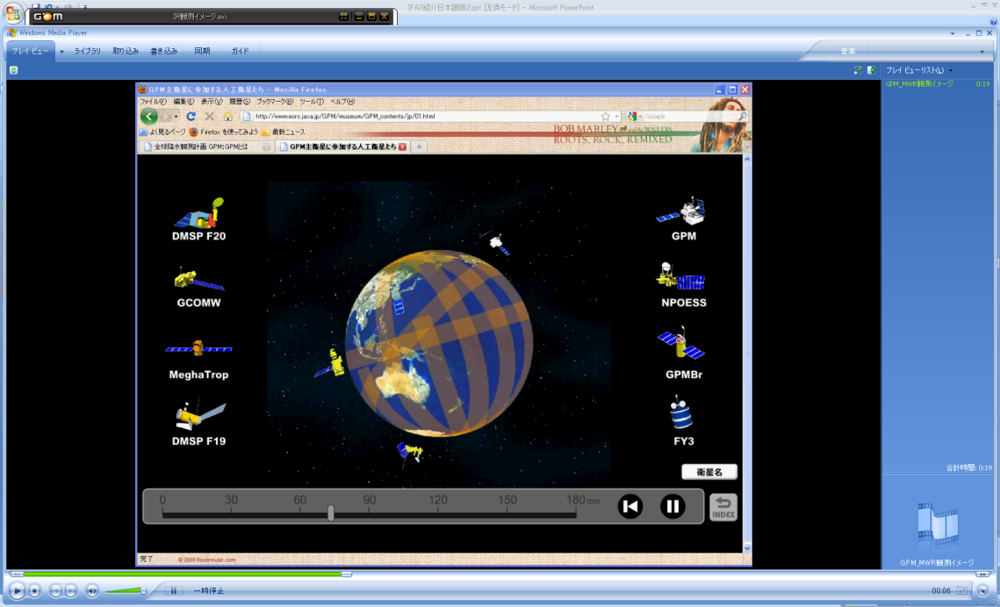 IFAS紹介日本語版2.ppt [互換モード] - Microsoft PowerPoint
GOM
IR観測イメージ.avi
Windows Media Player
プレイ ビュー
ライブラリ
取り込み
書き込み
同期
ガイド
音楽
プレイ ビューリスト(L)
GPM_MWR観測イメージ 0:19
GPM主衛星に参加する人工衛星たち - Mozilla Firefox
ファイル(F) 編集(E) 表示(V) 履歴(S) ブックマーク(B) ツール(T) ヘルプ(H)
http://www.eorc.jaxa.jp/GPM/museum/GPM_contents/jp/01.html
Google
よく見るページ Firefox を使ってみよう 最新ニュース
BOB MARLEY and the WAILERS
ROOTS, ROCK, REMIXED
全球降水観測計画 GPM:GPMとは
GPM主衛星に参加する人工衛星たち
DMSP F20
GPM
GCOMW
NPOESS
MeghaTrop
GPMBr
DMSP F19
FY3
衛星名
0 30 60 90 120 150 180 min
INDEX
完了
© 2009 Rockmusic.com
合計時間: 0:19
GPM_MWR観測イメージ
一時停止
00:06